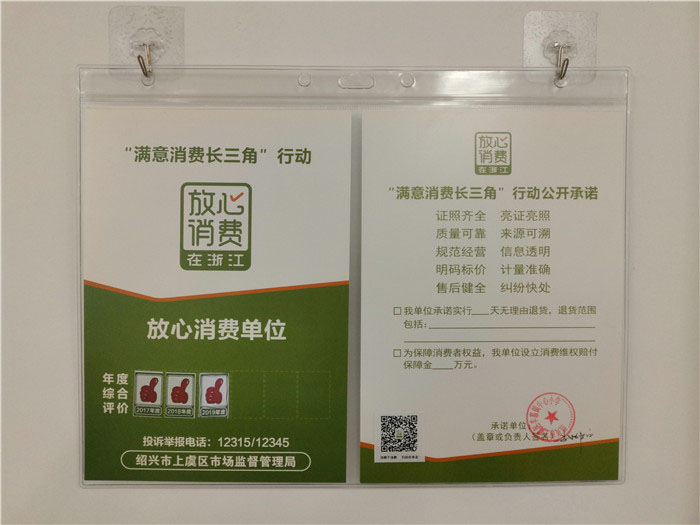 “满意消费长三角”行动
放心
消费
在浙江
放心消费单位
年度
综合
评价
2017年度
2018年度
2019年度
投诉举报电话：12315/12345
绍兴市上虞区市场监督管理局
放心
消费
在浙江
“满意消费长三角”行动公开承诺
证照齐全 亮证亮照
质量可靠 来源可溯
规范经营 信息透明
明码标价 计量准确
售后健全 纠纷快处
□我单位承诺实行___天无理由退货，退货范围
包括：
□为保障消费者权益，我单位设立消费维权赔付
保障金___万元。
承诺单位
（盖章或负责人签名）